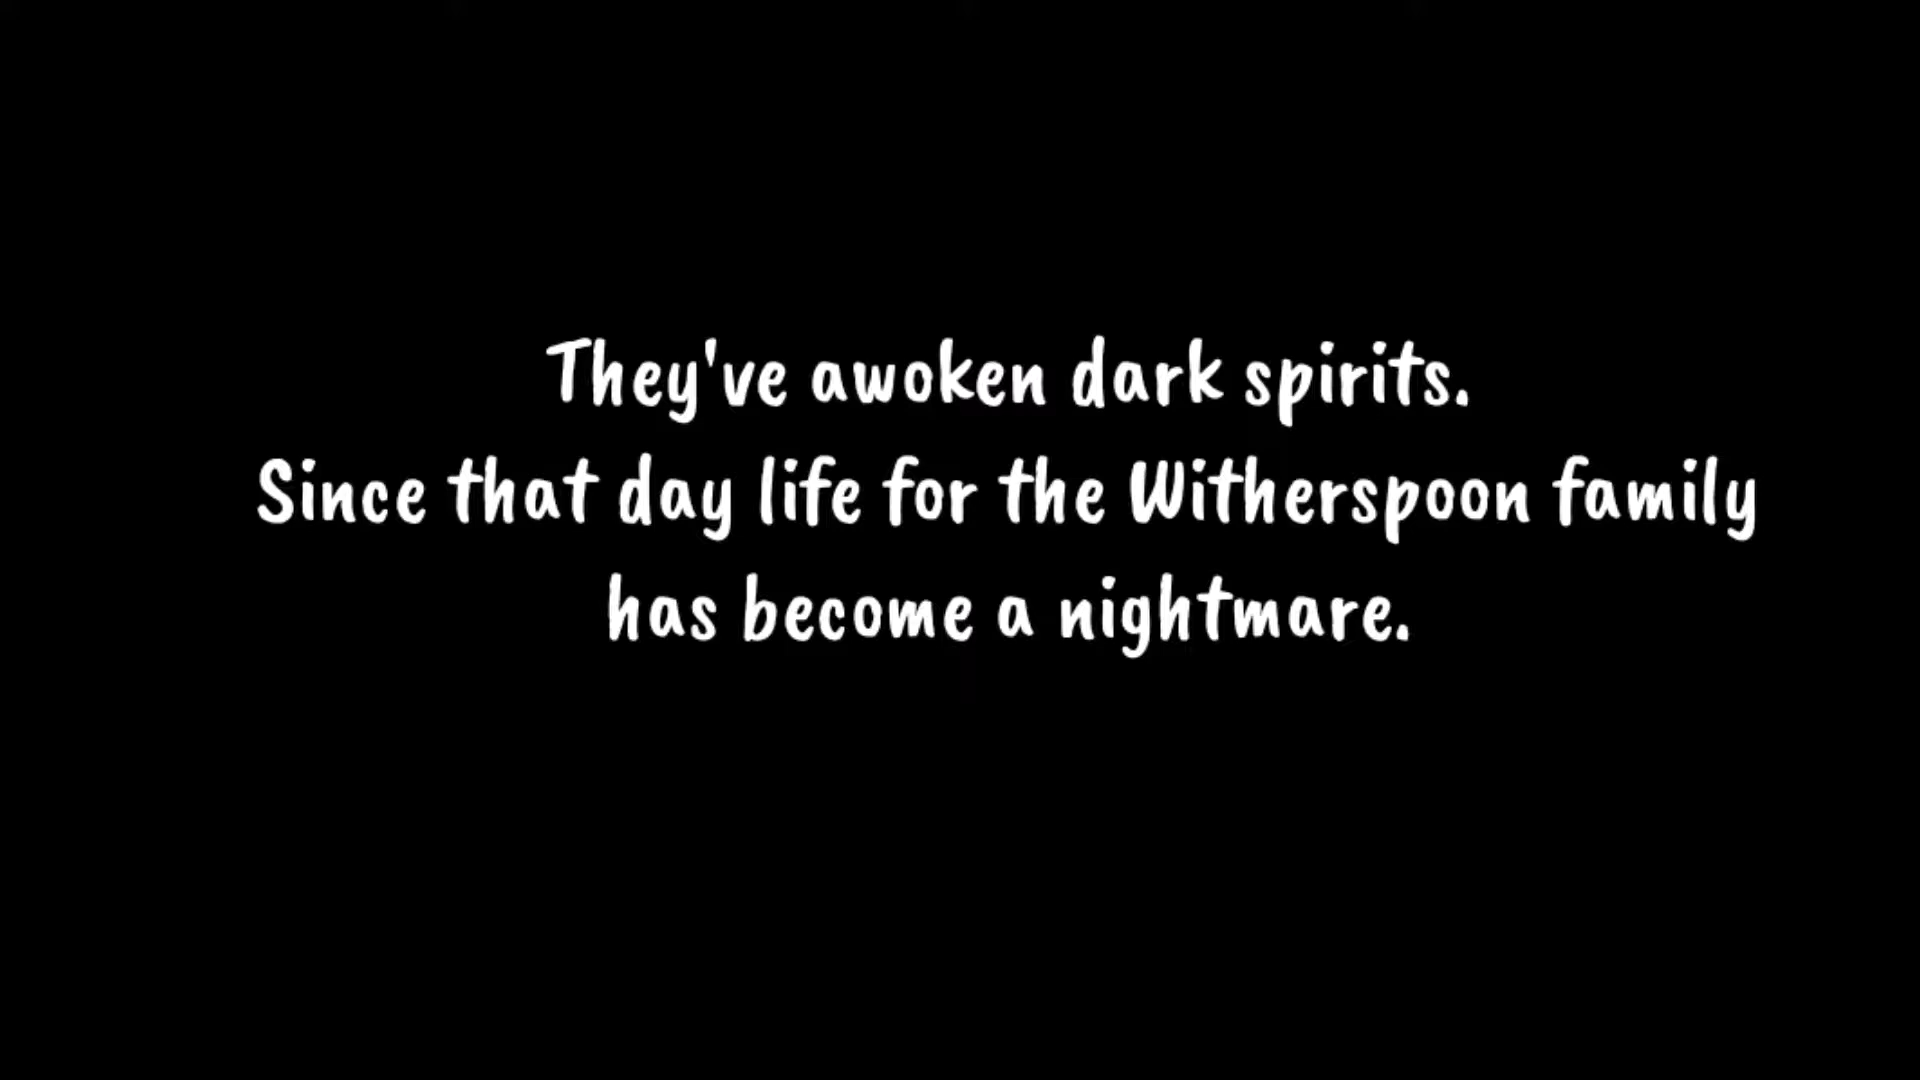 They've awoken dark spirits.
Since that day life for the Witherspoon family
has become a nightmare.